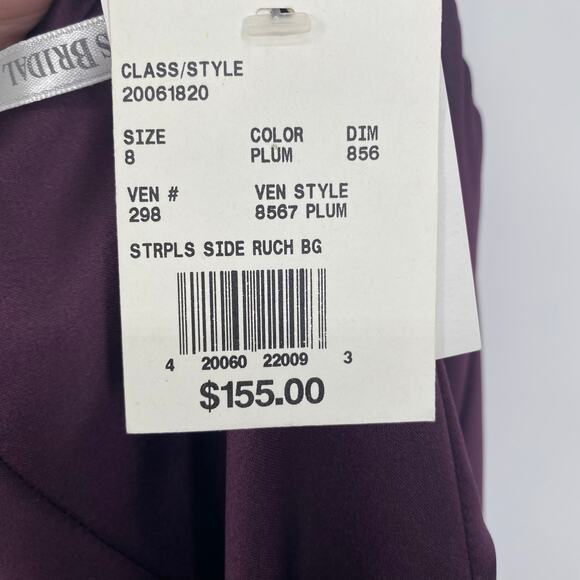 S BRIDAL
CLASS/STYLE
20061820
SIZE COLOR DIM
8 PLUM 856
VEN # VEN STYLE
298 8567 PLUM
STRPLS SIDE RUCH BG
4 20060 22009 3
$155.00